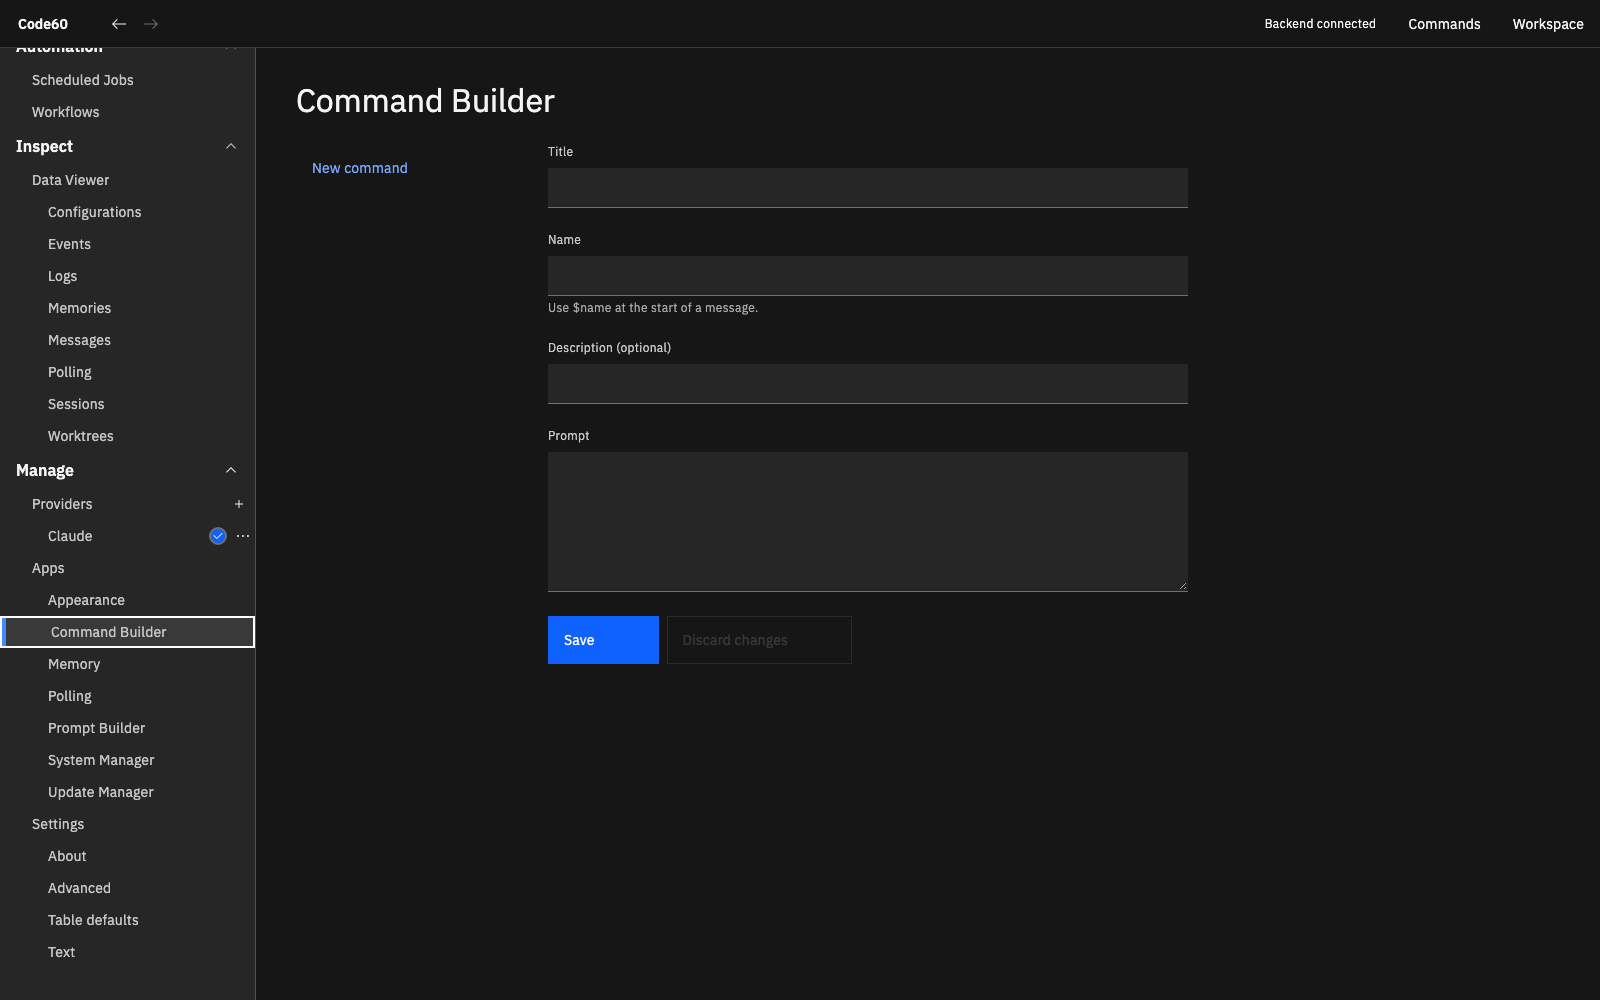 Code60
Backend connected
Commands
Workspace
Automation
Scheduled Jobs
Workflows
Inspect
Data Viewer
Configurations
Events
Logs
Memories
Messages
Polling
Sessions
Worktrees
Manage
Providers
Claude
Apps
Appearance
Command Builder
Memory
Polling
Prompt Builder
System Manager
Update Manager
Settings
About
Advanced
Table defaults
Text
Command Builder
New command
Title
Name
Use $name at the start of a message.
Description (optional)
Prompt
Save
Discard changes